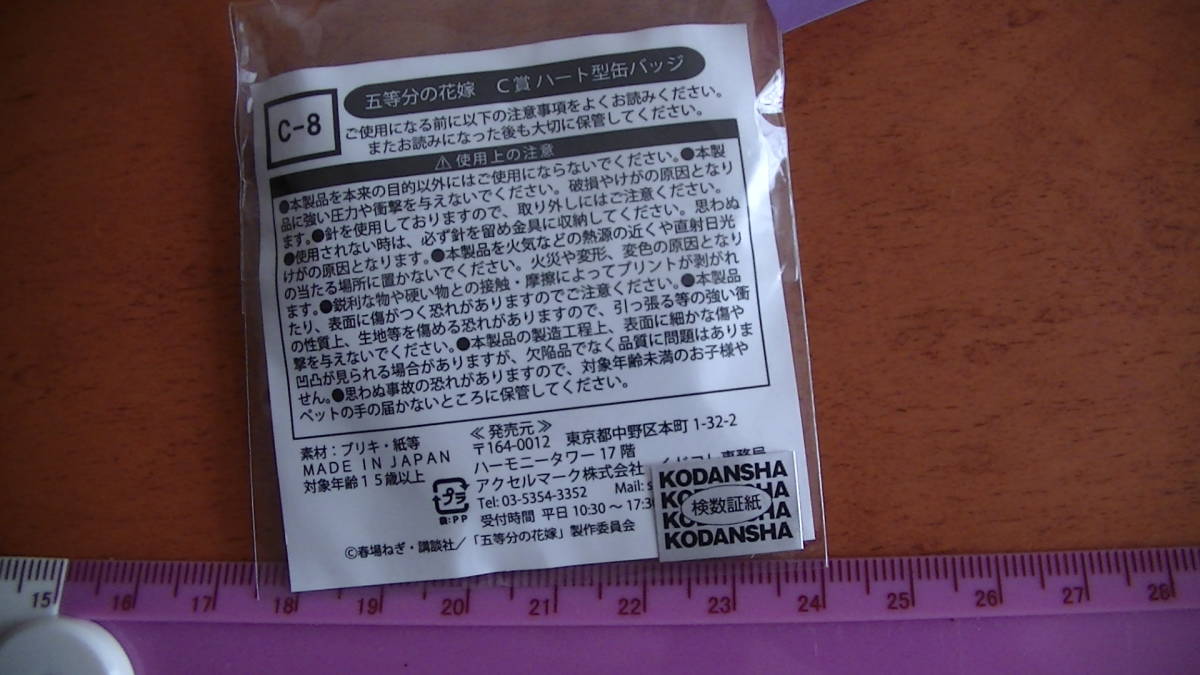 C-8
五等分の花嫁 C賞 ハート型缶バッジ
ご使用になる前に以下の注意事項をよくお読みください。
またお読みになった後も大切に保管してください。
⚠ 使用上の注意
●本製品を本来の目的以外にはご使用にならないでください。●本製
品に強い圧力や衝撃を与えないでください。破損やけがの原因となり
ます。●針を使用しておりますので、取り外しにはご注意ください。
●使用されない時は、必ず針を留め金具に収納してください。思わぬ
けがの原因となります。●本製品を火気などの熱源の近くや直射日光
の当たる場所に置かないでください。火災や変形、変色の原因となり
ます。●鋭利な物や硬い物との接触・摩擦によってプリントが剥がれ
たり、表面に傷がつく恐れがありますのでご注意ください。●本製品
の性質上、生地等を傷める恐れがありますので、引っ張る等の強い衝
撃を与えないでください。●本製品の製造工程上、表面に細かな傷や
凹凸が見られる場合がありますが、欠陥品でなく品質に問題はありま
せん。●思わぬ事故の恐れがありますので、対象年齢未満のお子様や
ペットの手の届かないところに保管してください。
素材：ブリキ・紙等
MADE IN JAPAN
対象年齢15歳以上
プラ
袋:PP
≪発売元≫
〒164-0012 東京都中野区本町1-32-2
ハーモニータワー17階
アクセルマーク株式会社 くじコレ事務局
Tel: 03-5354-3352 Mail: s
受付時間 平日10:30～17:30
©春場ねぎ・講談社／「五等分の花嫁」製作委員会
KODANSHA
KODANSHA
検数証紙
KODANSHA
KODANSHA
15 16 17 18 19 20 21 22 23 24 25 26 27 28